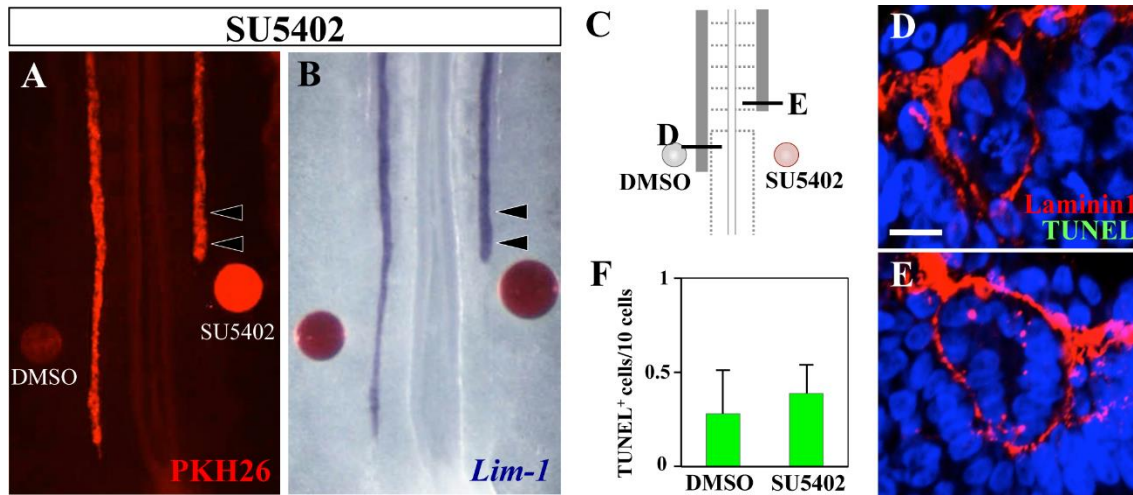 SU5402
A
DMSO
SU5402
PKH26
B
Lim-1
C
E
D
DMSO
SU5402
D
Laminin1
TUNEL
E
F
TUNEL+ cells/10 cells
1
0.5
0
DMSO
SU5402